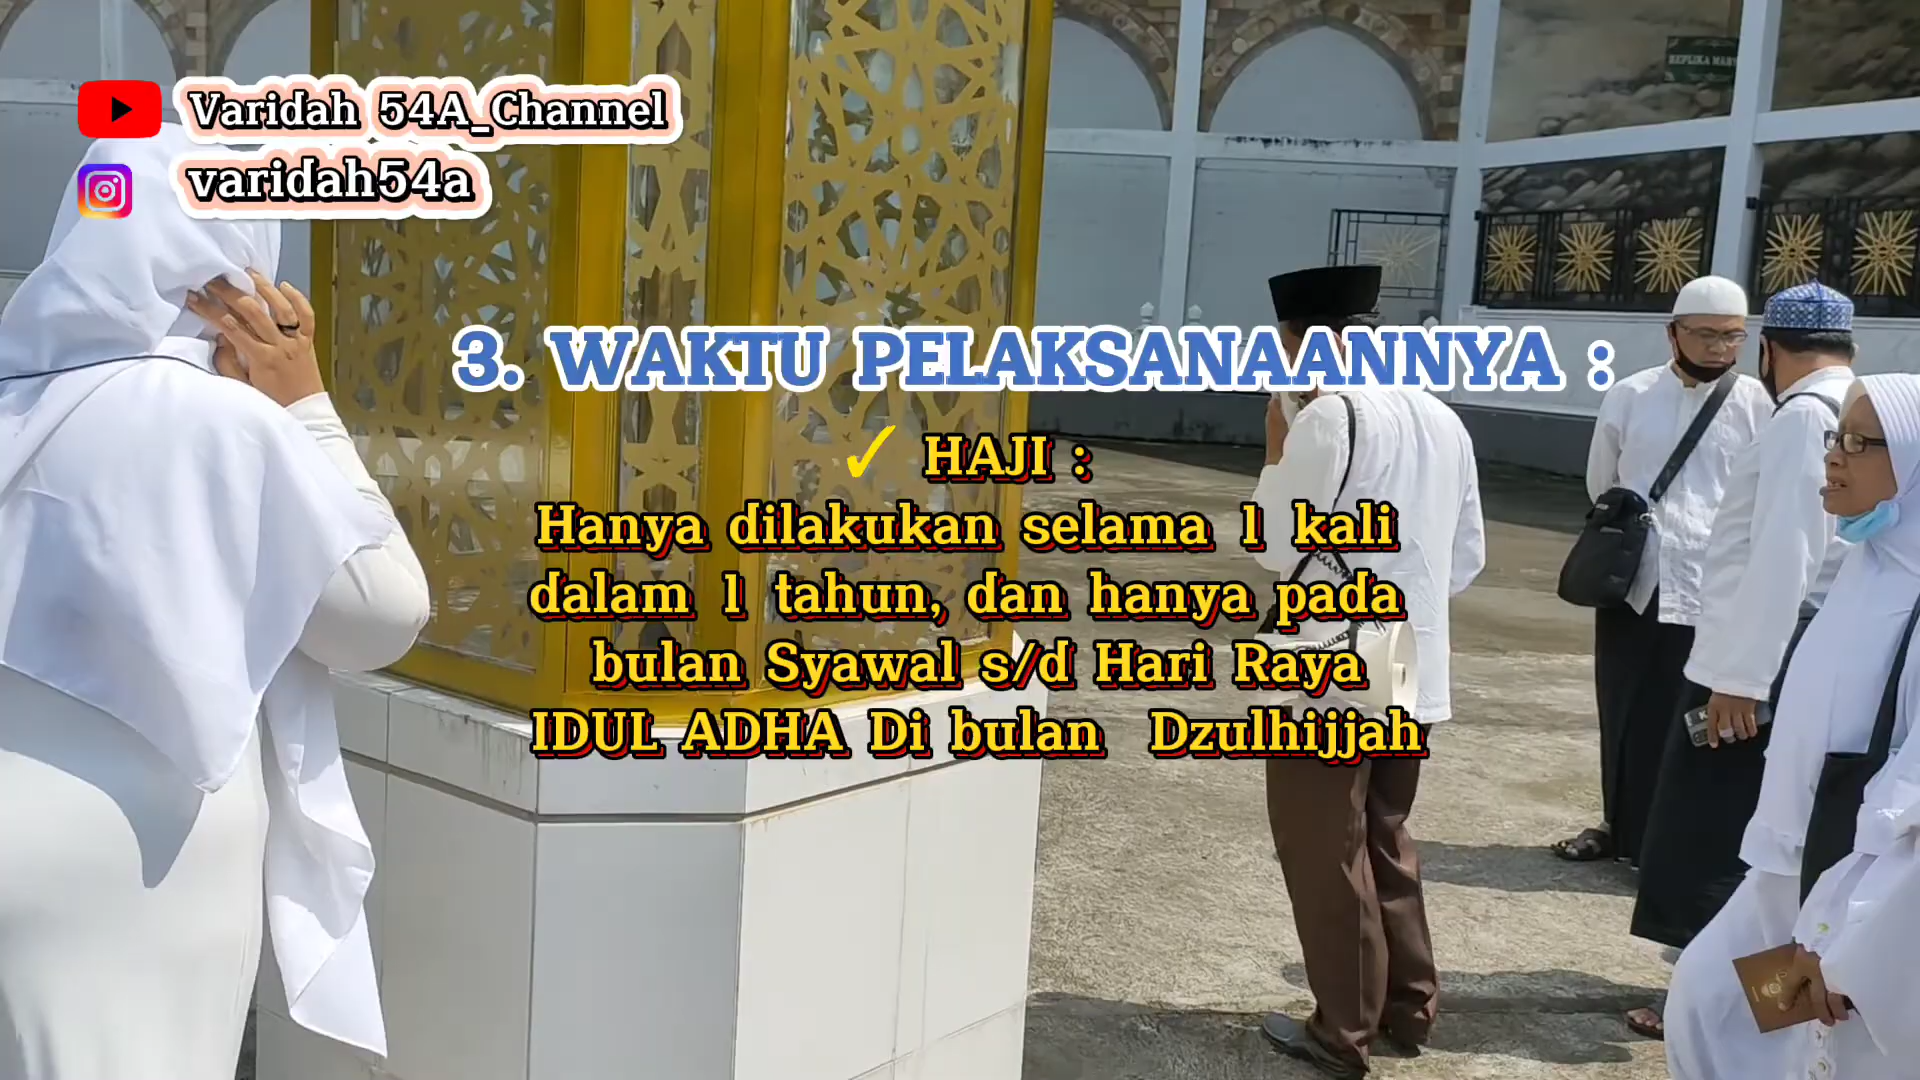 Varidah 54A_Channel
varidah54a
REPLIKA
3. WAKTU PELAKSANAANNYA :
✓ HAJI :
Hanya dilakukan selama 1 kali
dalam 1 tahun, dan hanya pada
bulan Syawal s/d Hari Raya
IDUL ADHA Di bulan Dzulhijjah